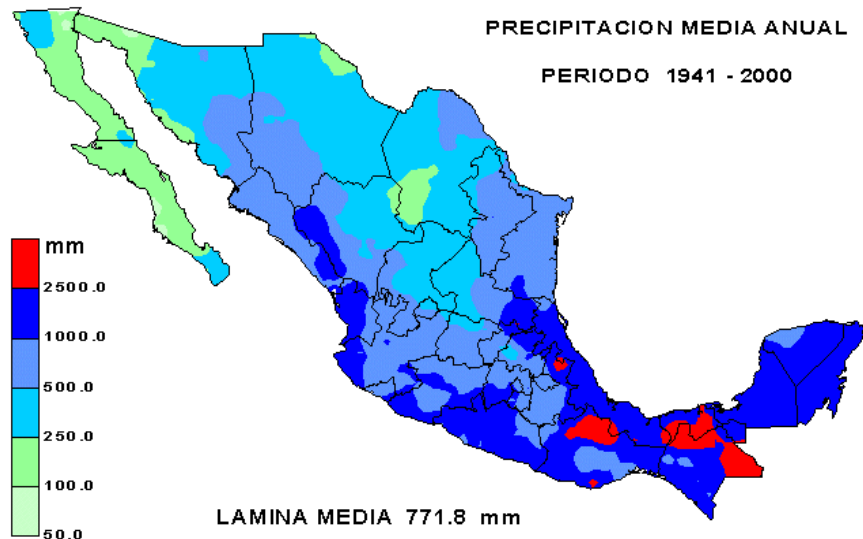 PRECIPITACION MEDIA ANUAL
PERIODO 1941 - 2000
mm
2500.0
1000.0
500.0
250.0
100.0
50.0
LAMINA MEDIA 771.8 mm